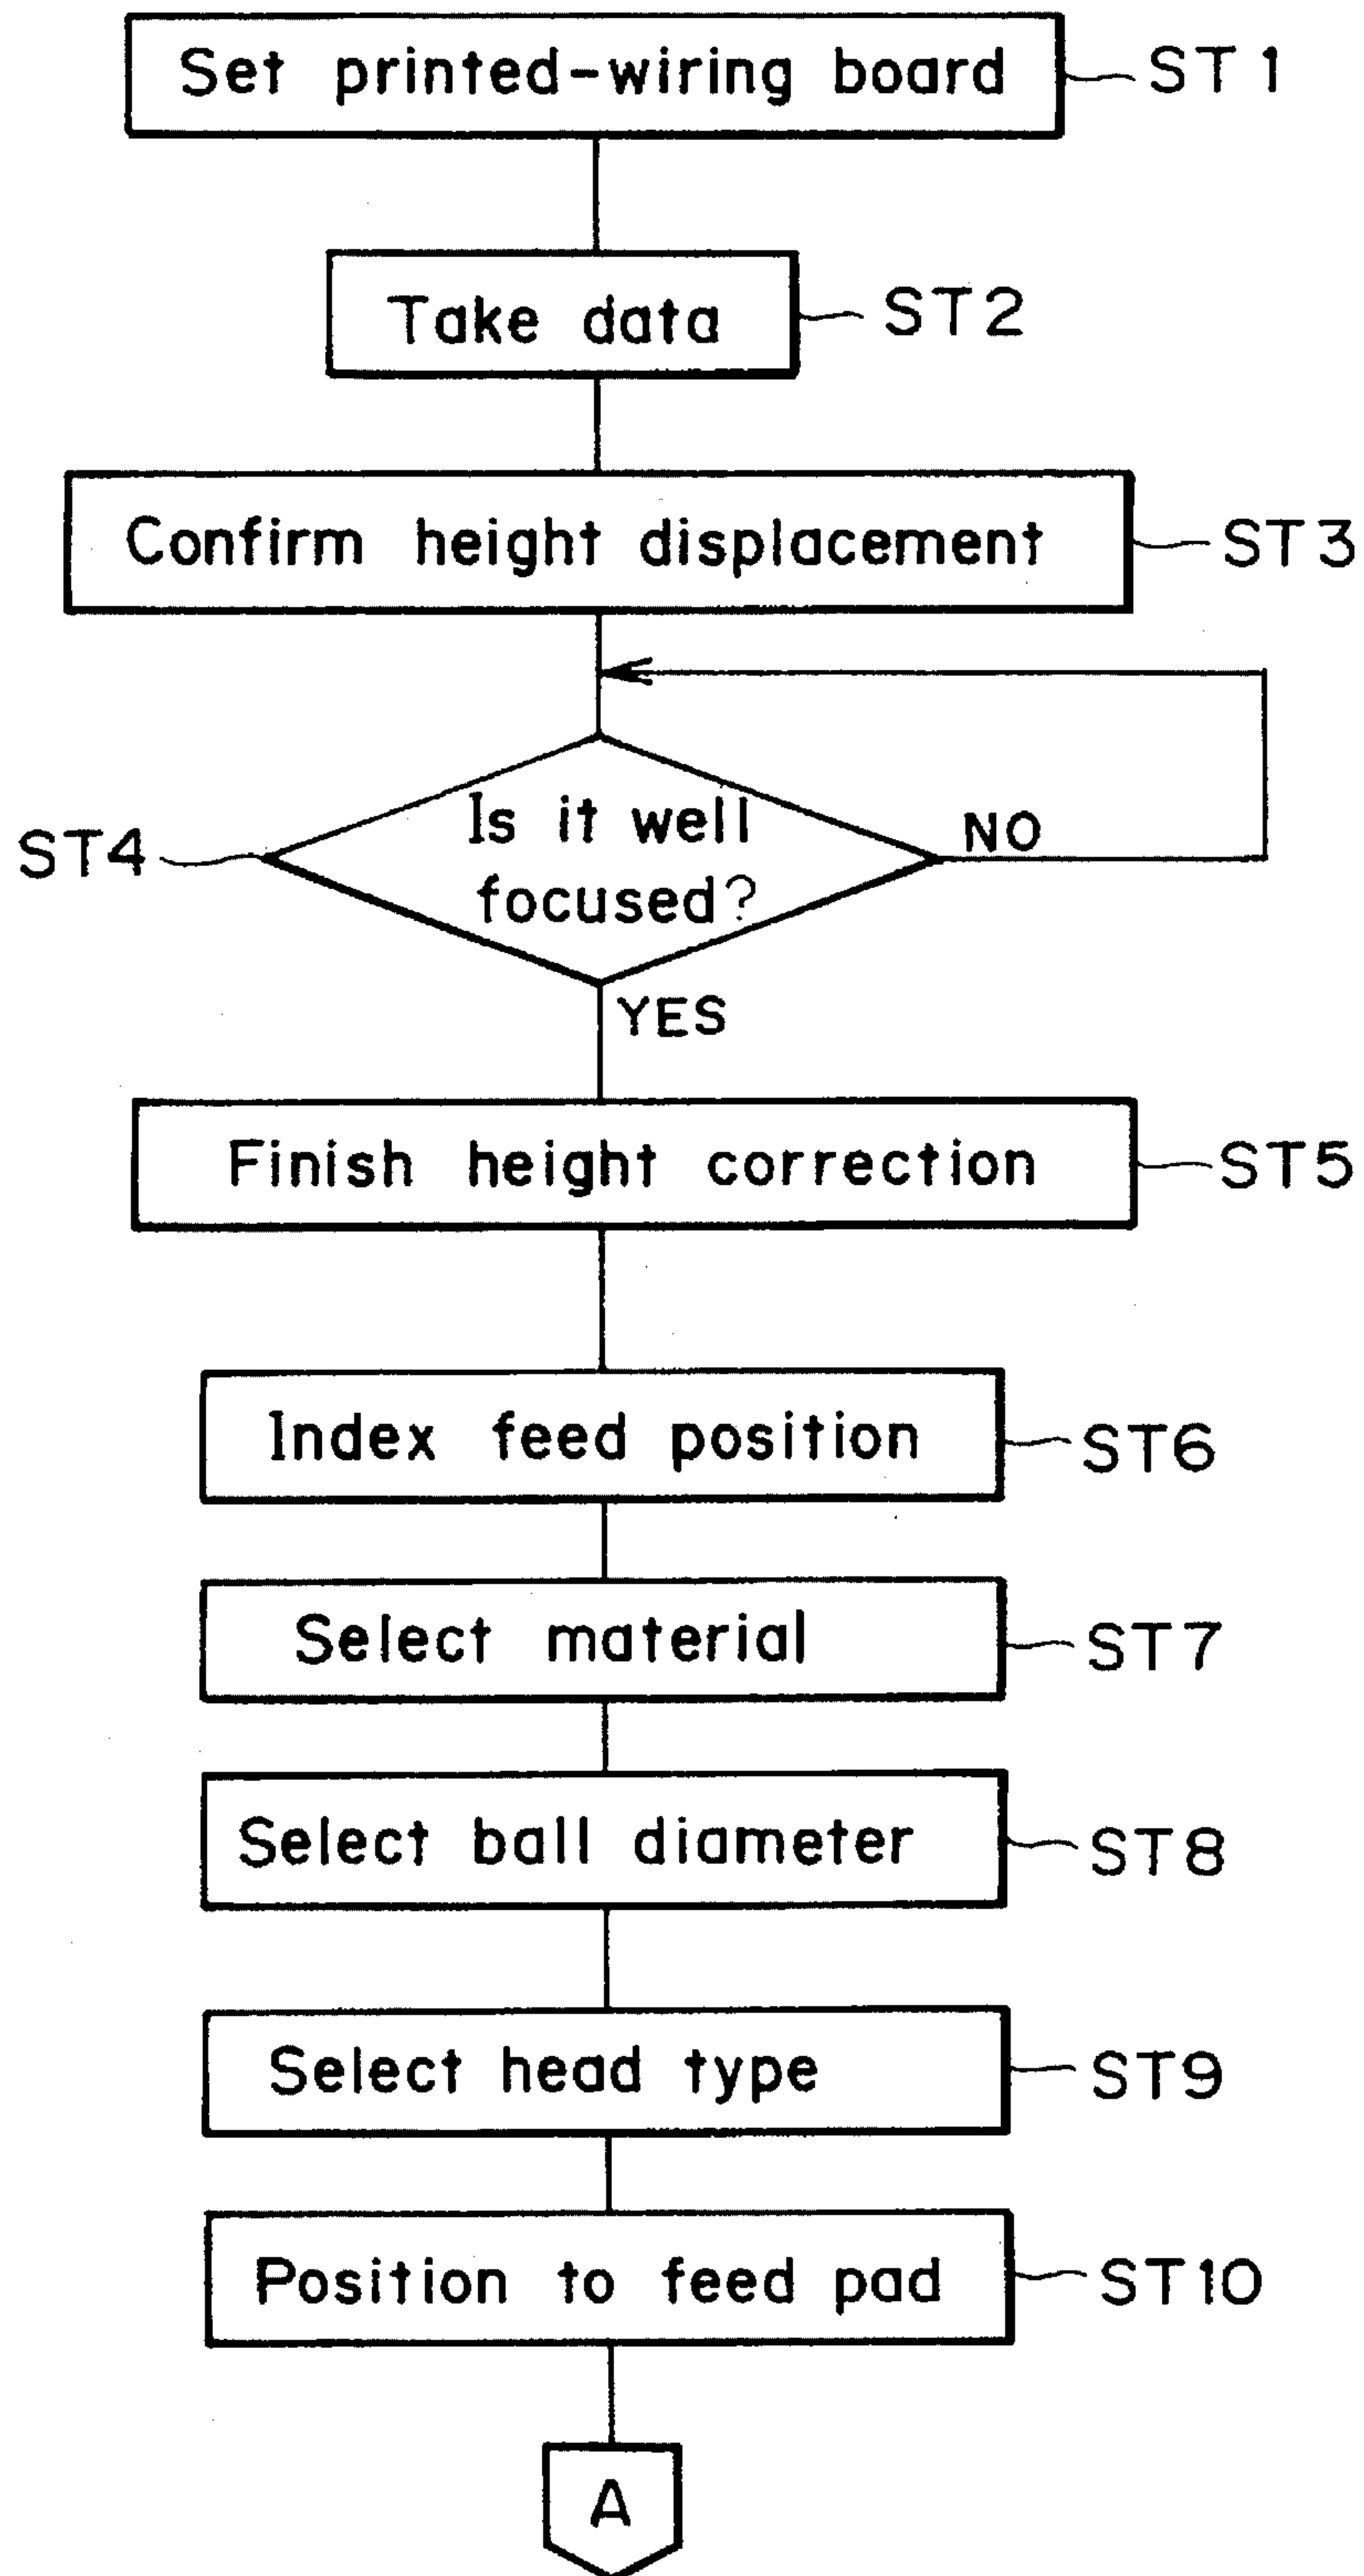 Set printed-wiring board
ST1
Take data
ST2
Confirm height displacement
ST3
Is it well
focused?
ST4
NO
YES
Finish height correction
ST5
Index feed position
ST6
Select material
ST7
Select ball diameter
ST8
Select head type
ST9
Position to feed pad
ST10
A